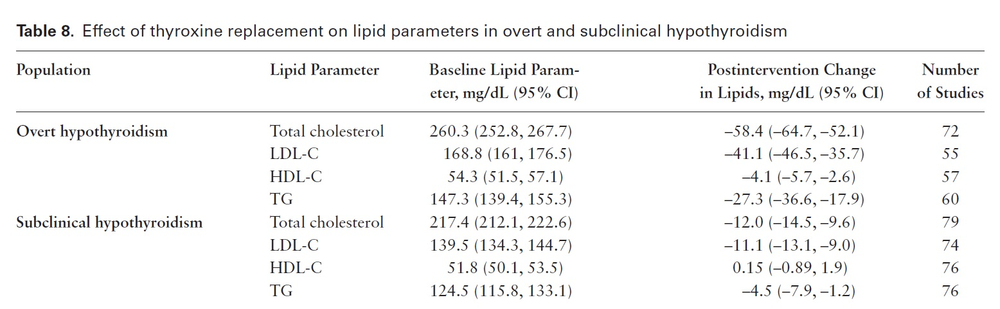 Table 8. Effect of thyroxine replacement on lipid parameters in overt and subclinical hypothyroidism
Population Lipid Parameter Baseline Lipid Param- Postintervention Change Number
eter, mg/dL (95% CI) in Lipids, mg/dL (95% CI) of Studies
Overt hypothyroidism Total cholesterol 260.3 (252.8, 267.7) –58.4 (–64.7, –52.1) 72
LDL-C 168.8 (161, 176.5) –41.1 (–46.5, –35.7) 55
HDL-C 54.3 (51.5, 57.1) –4.1 (–5.7, –2.6) 57
TG 147.3 (139.4, 155.3) –27.3 (–36.6, –17.9) 60
Subclinical hypothyroidism Total cholesterol 217.4 (212.1, 222.6) –12.0 (–14.5, –9.6) 79
LDL-C 139.5 (134.3, 144.7) –11.1 (–13.1, –9.0) 74
HDL-C 51.8 (50.1, 53.5) 0.15 (–0.89, 1.9) 76
TG 124.5 (115.8, 133.1) –4.5 (–7.9, –1.2) 76